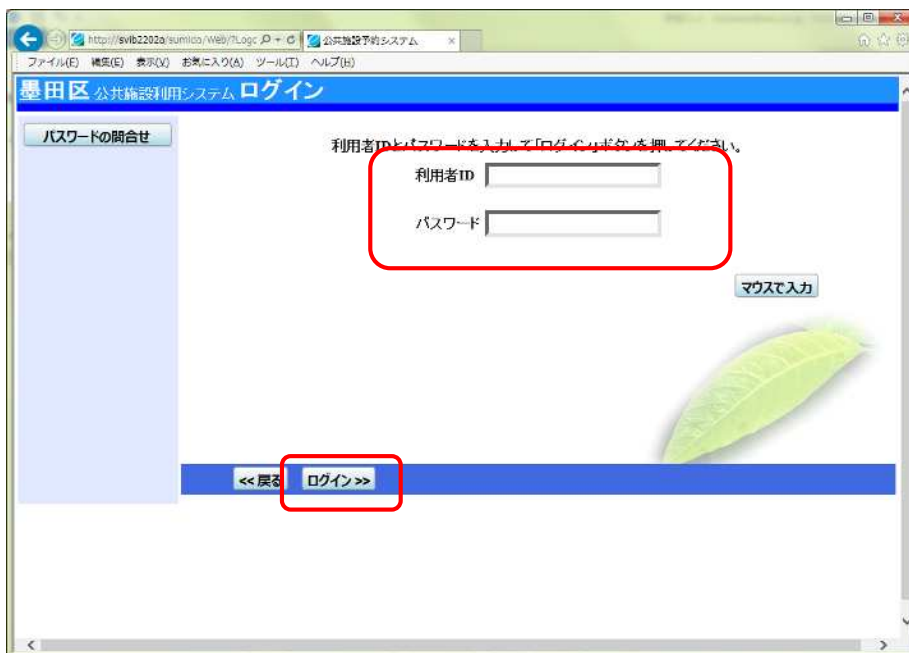 http://svib2202a/sumica/Web/?Logc
公共施設予約システム
ファイル(E) 編集(E) 表示(V) お気に入り(A) ツール(T) ヘルプ(H)
墨田区 公共施設利用システム ログイン
パスワードの問合せ
利用者IDとパスワードを入力して「ログイン」ボタンを押してください。
利用者ID
パスワード
マウスで入力
<< 戻る ログイン >>